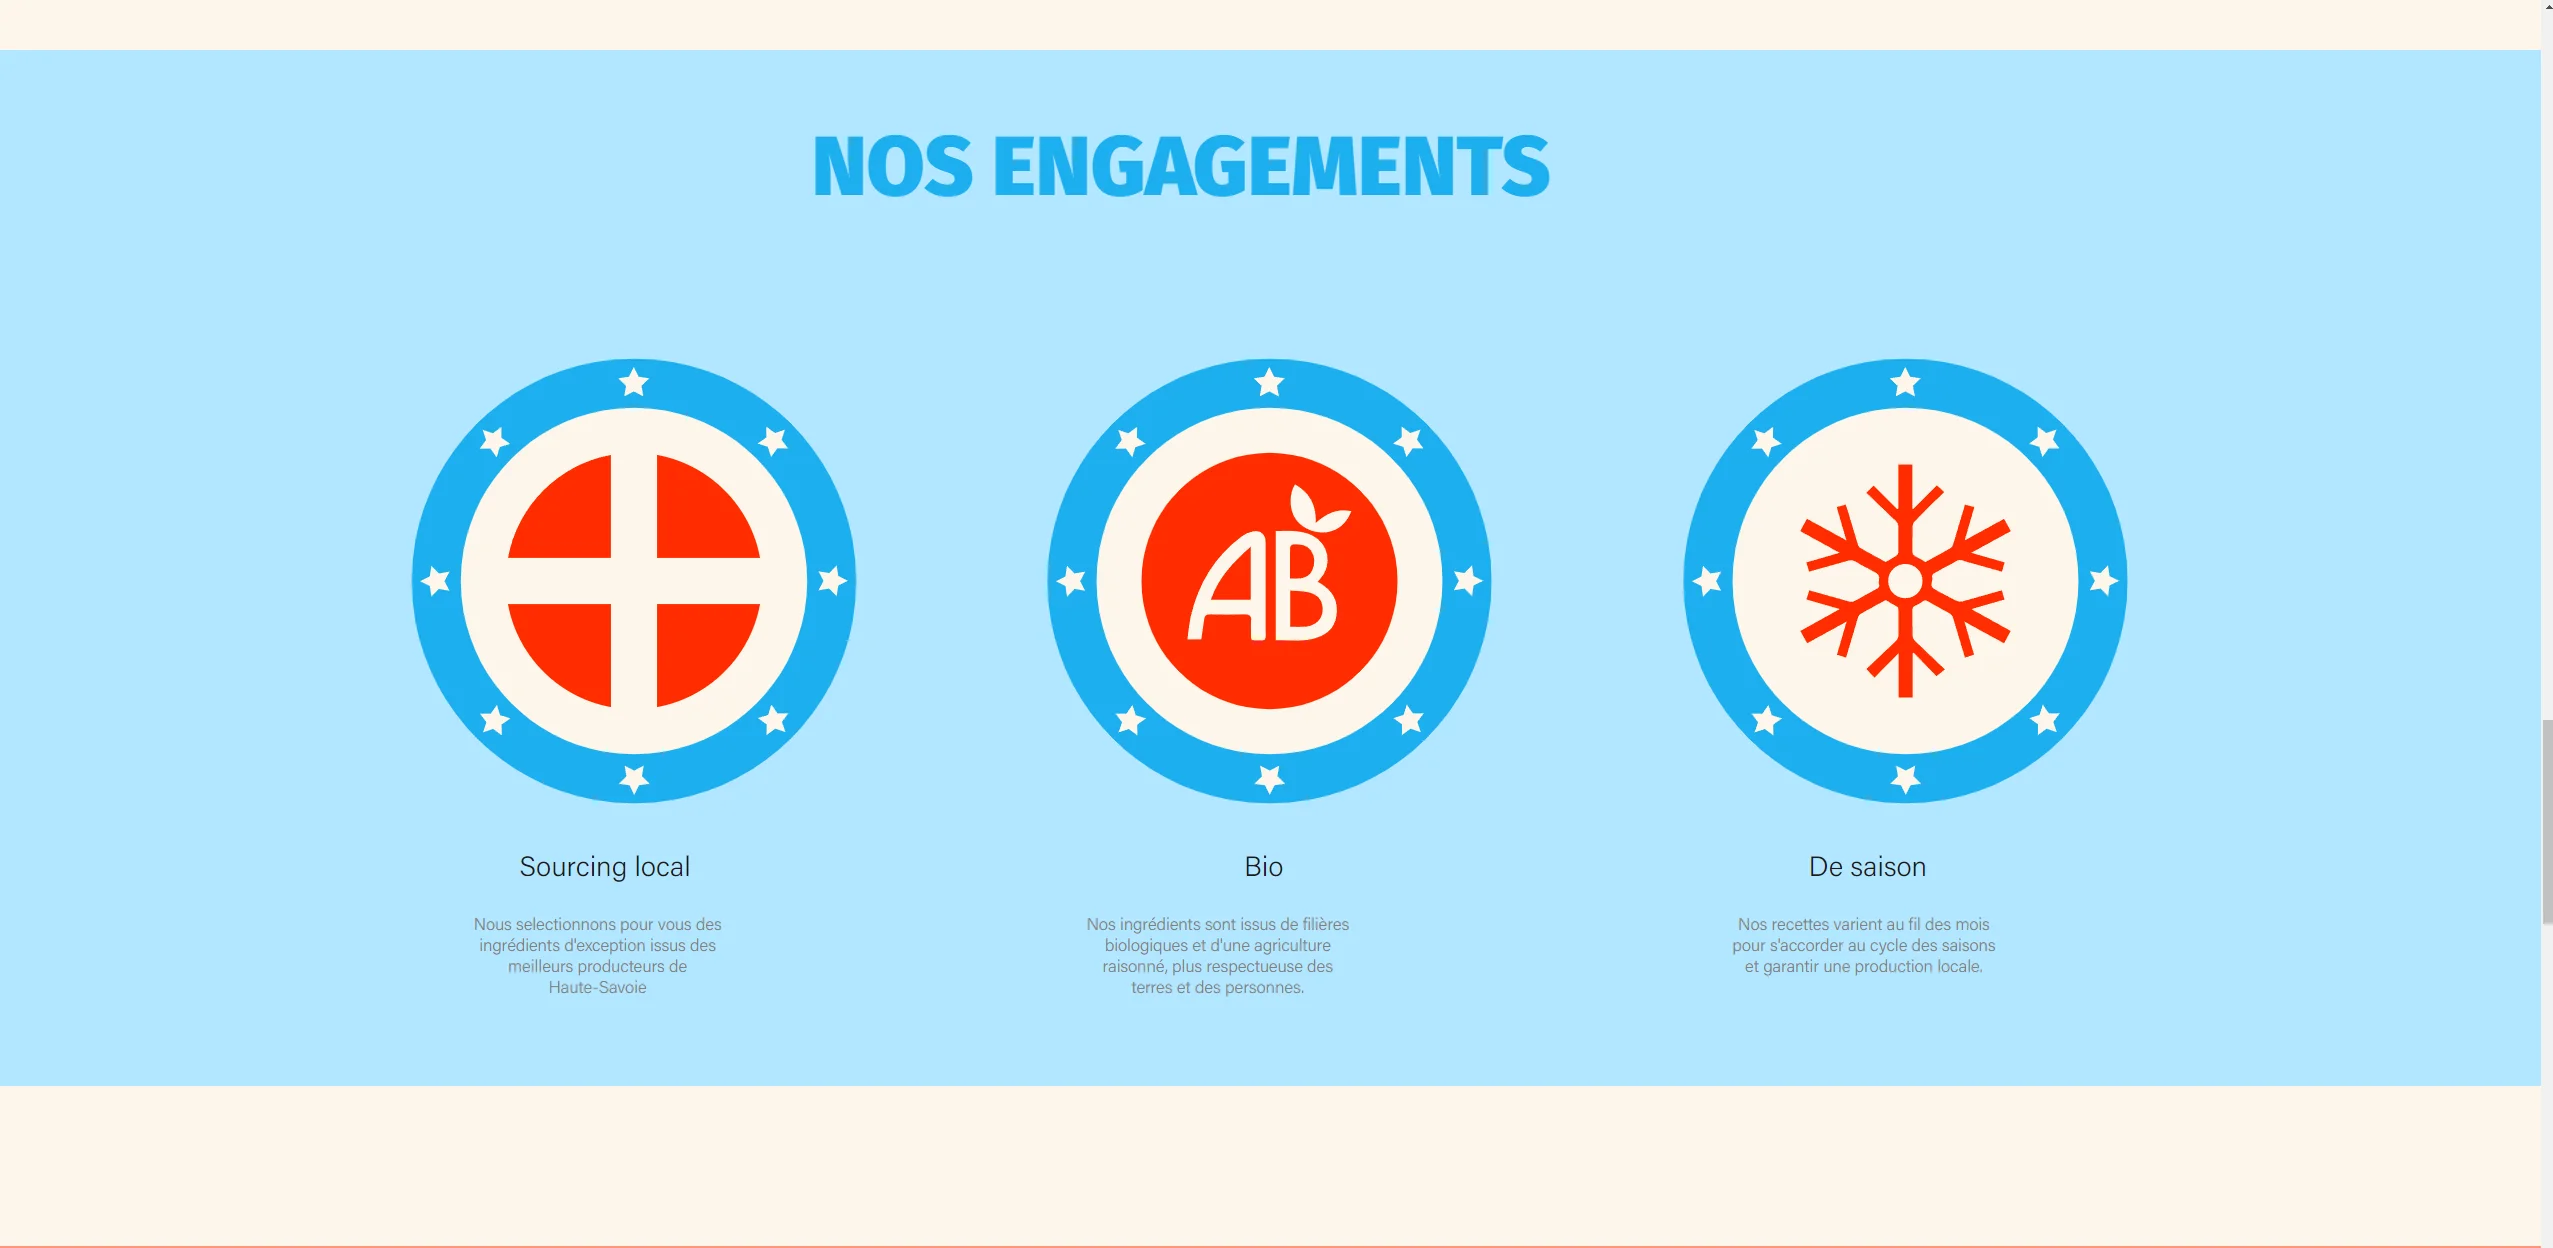 NOS ENGAGEMENTS
AB
Sourcing local
Nous selectionnons pour vous des
ingrédients d'exception issus des
meilleurs producteurs de
Haute-Savoie
Bio
Nos ingrédients sont issus de filières
biologiques et d'une agriculture
raisonné, plus respectueuse des
terres et des personnes.
De saison
Nos recettes varient au fil des mois
pour s'accorder au cycle des saisons
et garantir une production locale.